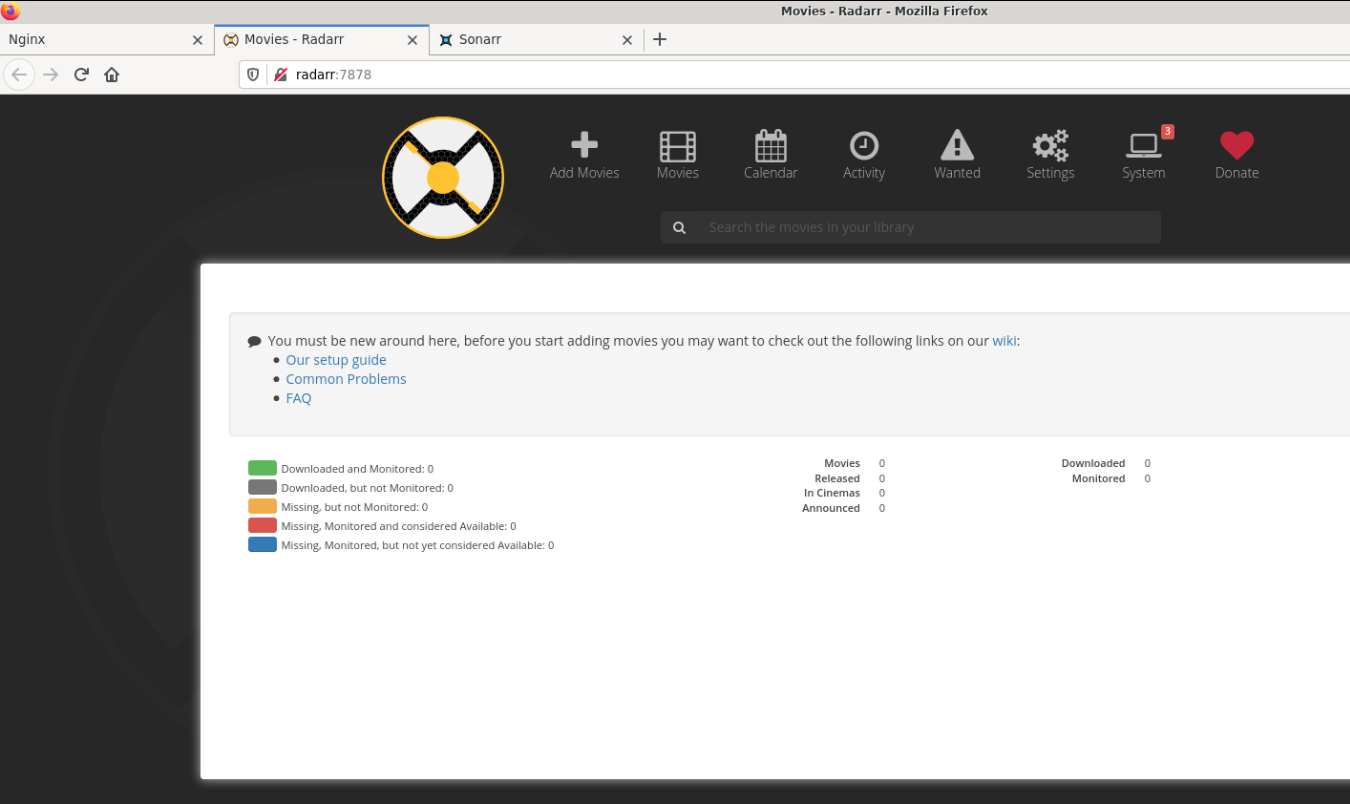 Movies - Radarr - Mozilla Firefox
Nginx
Movies - Radarr
Sonarr
radarr:7878
3
Add Movies
Movies
Calendar
Activity
Wanted
Settings
System
Donate
Search the movies in your library
You must be new around here, before you start adding movies you may want to check out the following links on our wiki:
• Our setup guide
• Common Problems
• FAQ
Downloaded and Monitored: 0
Downloaded, but not Monitored: 0
Missing, but not Monitored: 0
Missing, Monitored and considered Available: 0
Missing, Monitored, but not yet considered Available: 0
Movies 0
Released 0
In Cinemas 0
Announced 0
Downloaded 0
Monitored 0